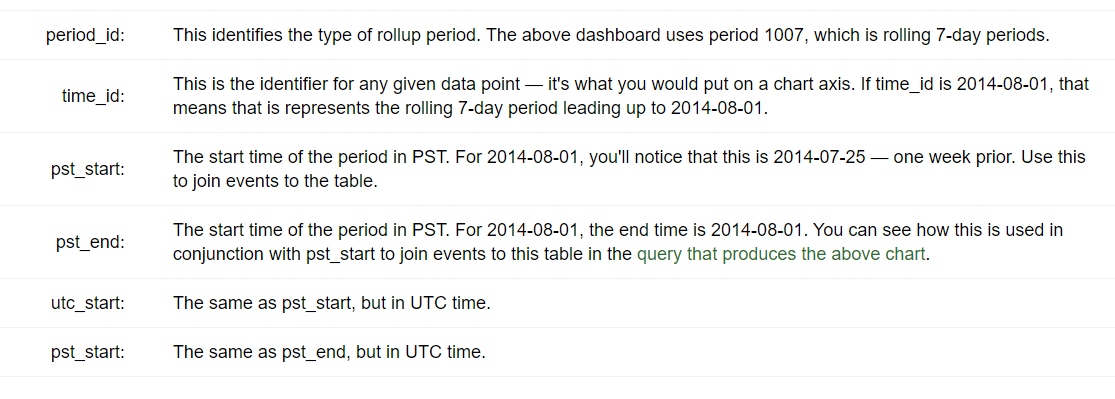 period_id: This identifies the type of rollup period. The above dashboard uses period 1007, which is rolling 7-day periods.
time_id: This is the identifier for any given data point — it's what you would put on a chart axis. If time_id is 2014-08-01, that
means that is represents the rolling 7-day period leading up to 2014-08-01.
pst_start: The start time of the period in PST. For 2014-08-01, you'll notice that this is 2014-07-25 — one week prior. Use this
to join events to the table.
pst_end: The start time of the period in PST. For 2014-08-01, the end time is 2014-08-01. You can see how this is used in
conjunction with pst_start to join events to this table in the query that produces the above chart.
utc_start: The same as pst_start, but in UTC time.
pst_start: The same as pst_end, but in UTC time.